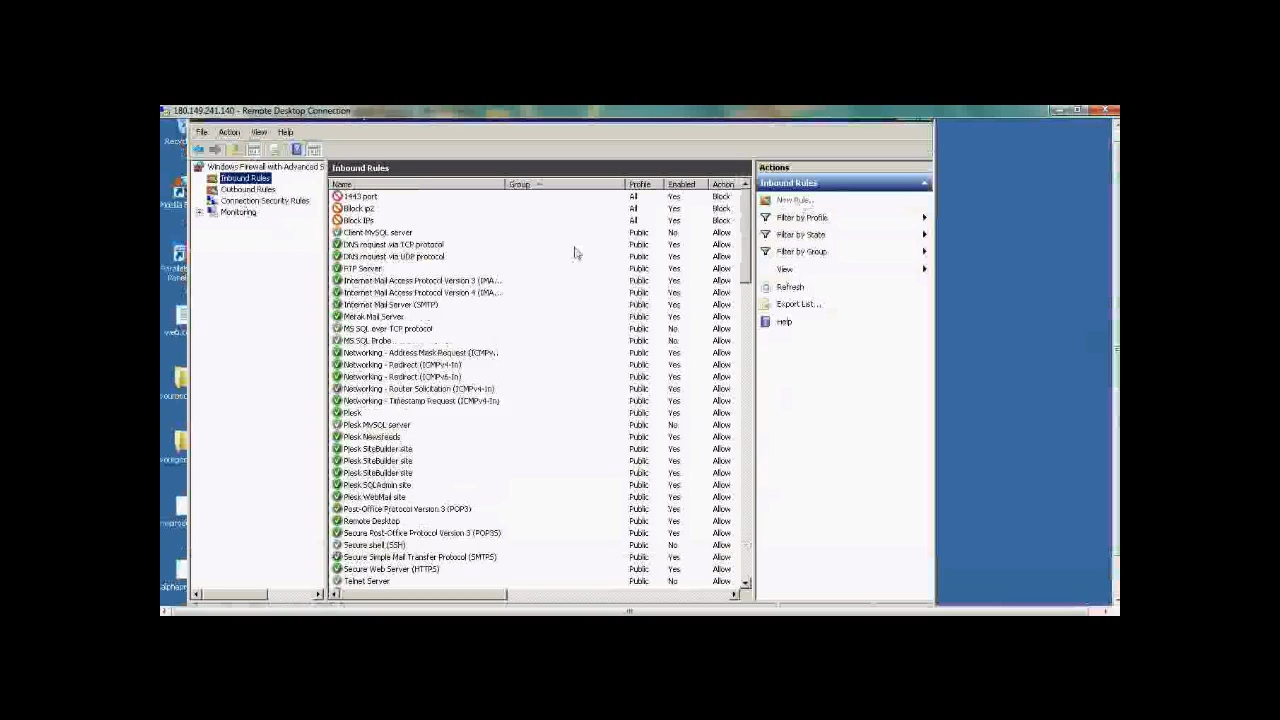 180.149.241.140 - Remote Desktop Connection
File Action View Help
Windows Firewall with Advanced S
Inbound Rules
Outbound Rules
Connection Security Rules
Monitoring
Inbound Rules
Name Group Profile Enabled Action
1443 port All Yes Block
Block ip2 All Yes Block
Block IPs All Yes Block
Client MySQL server Public No Allow
DNS request via TCP protocol Public Yes Allow
DNS request via UDP protocol Public Yes Allow
FTP Server Public Yes Allow
Internet Mail Access Protocol Version 3 (IMA... Public Yes Allow
Internet Mail Access Protocol Version 4 (IMA... Public Yes Allow
Internet Mail Server (SMTP) Public Yes Allow
Merak Mail Server Public Yes Allow
MS SQL over TCP protocol Public No Allow
MS SQL Probe Public No Allow
Networking - Address Mask Request (ICMPv... Public Yes Allow
Networking - Redirect (ICMPv4-In) Public Yes Allow
Networking - Redirect (ICMPv6-In) Public Yes Allow
Networking - Router Solicitation (ICMPv4-In) Public Yes Allow
Networking - Timestamp Request (ICMPv4-In) Public Yes Allow
Plesk Public Yes Allow
Plesk MySQL server Public No Allow
Plesk Newsfeeds Public Yes Allow
Plesk SiteBuilder site Public Yes Allow
Plesk SiteBuilder site Public Yes Allow
Plesk SiteBuilder site Public Yes Allow
Plesk SQLAdmin site Public Yes Allow
Plesk WebMail site Public Yes Allow
Post-Office Protocol Version 3 (POP3) Public Yes Allow
Remote Desktop Public Yes Allow
Secure Post-Office Protocol Version 3 (POP3S) Public Yes Allow
Secure shell (SSH) Public No Allow
Secure Simple Mail Transfer Protocol (SMTPS) Public Yes Allow
Secure Web Server (HTTPS) Public Yes Allow
Telnet Server Public No Allow
Actions
Inbound Rules
New Rule...
Filter by Profile
Filter by State
Filter by Group
View
Refresh
Export List...
Help
Recyc
Mozilla F
Parallels
Panel